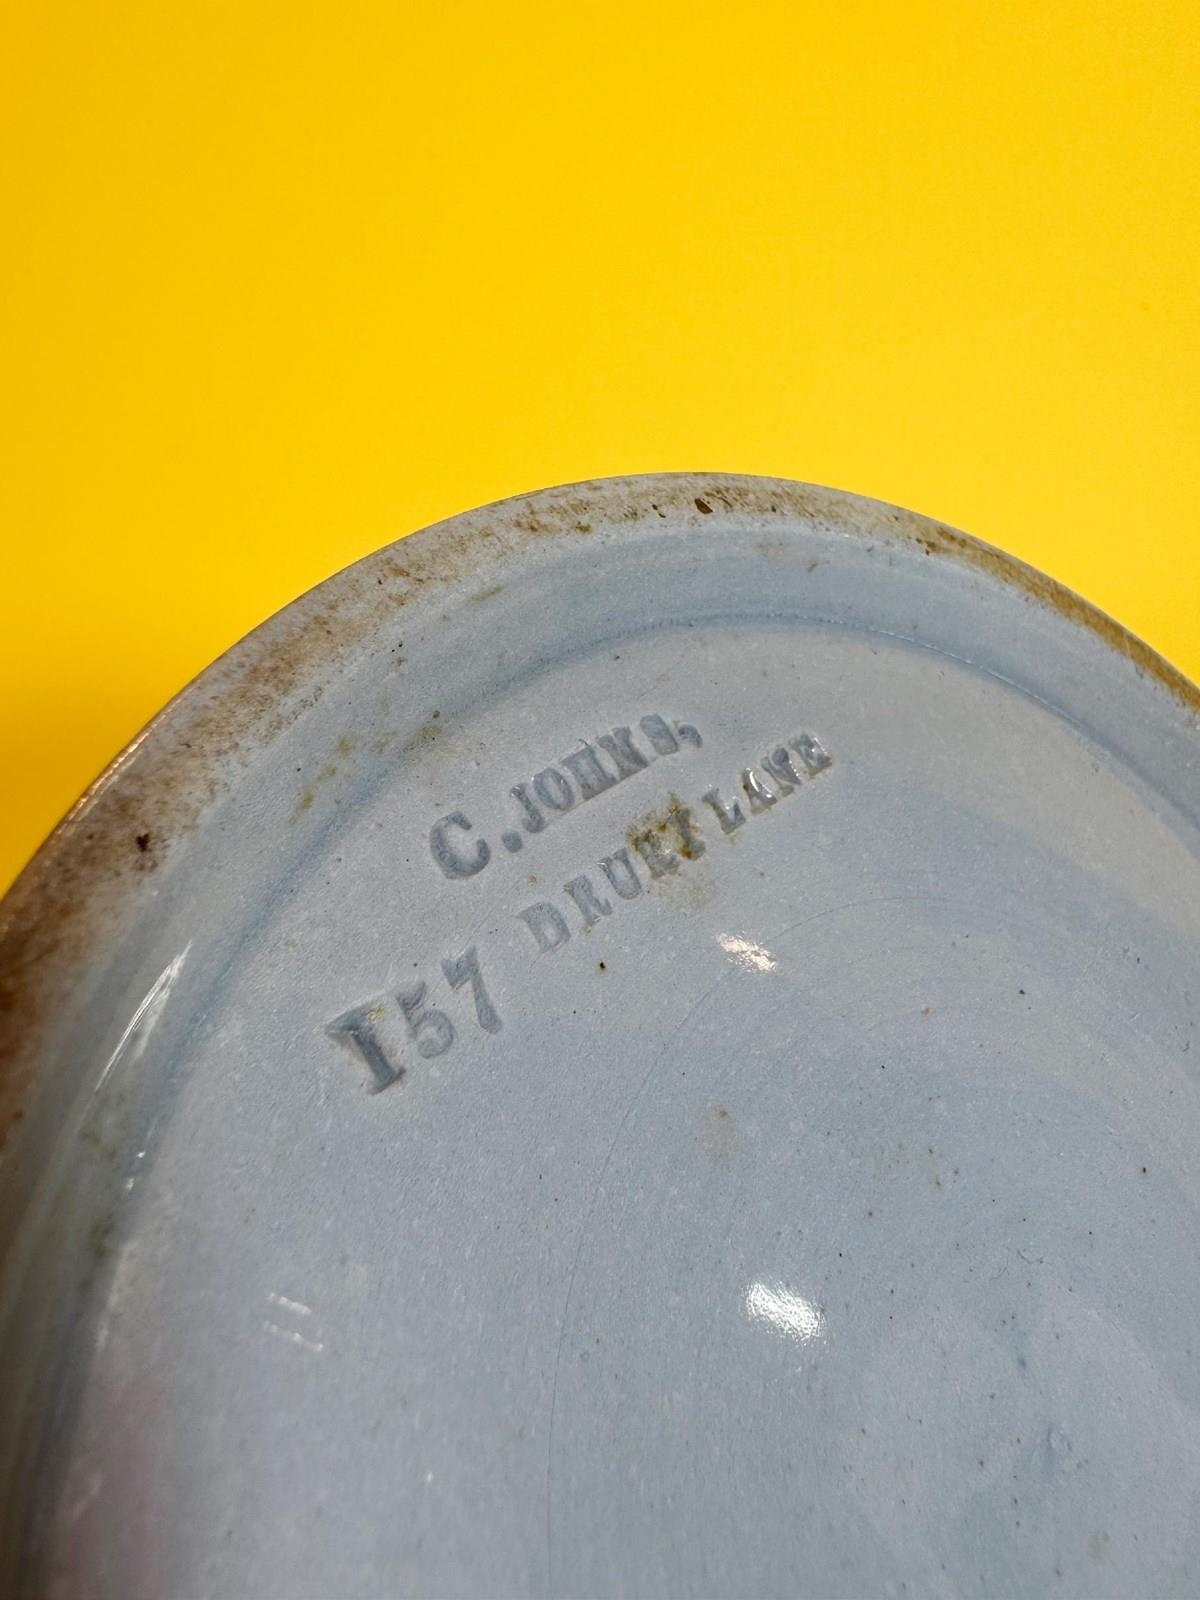 C. JOHNS,
157 DRURY LANE